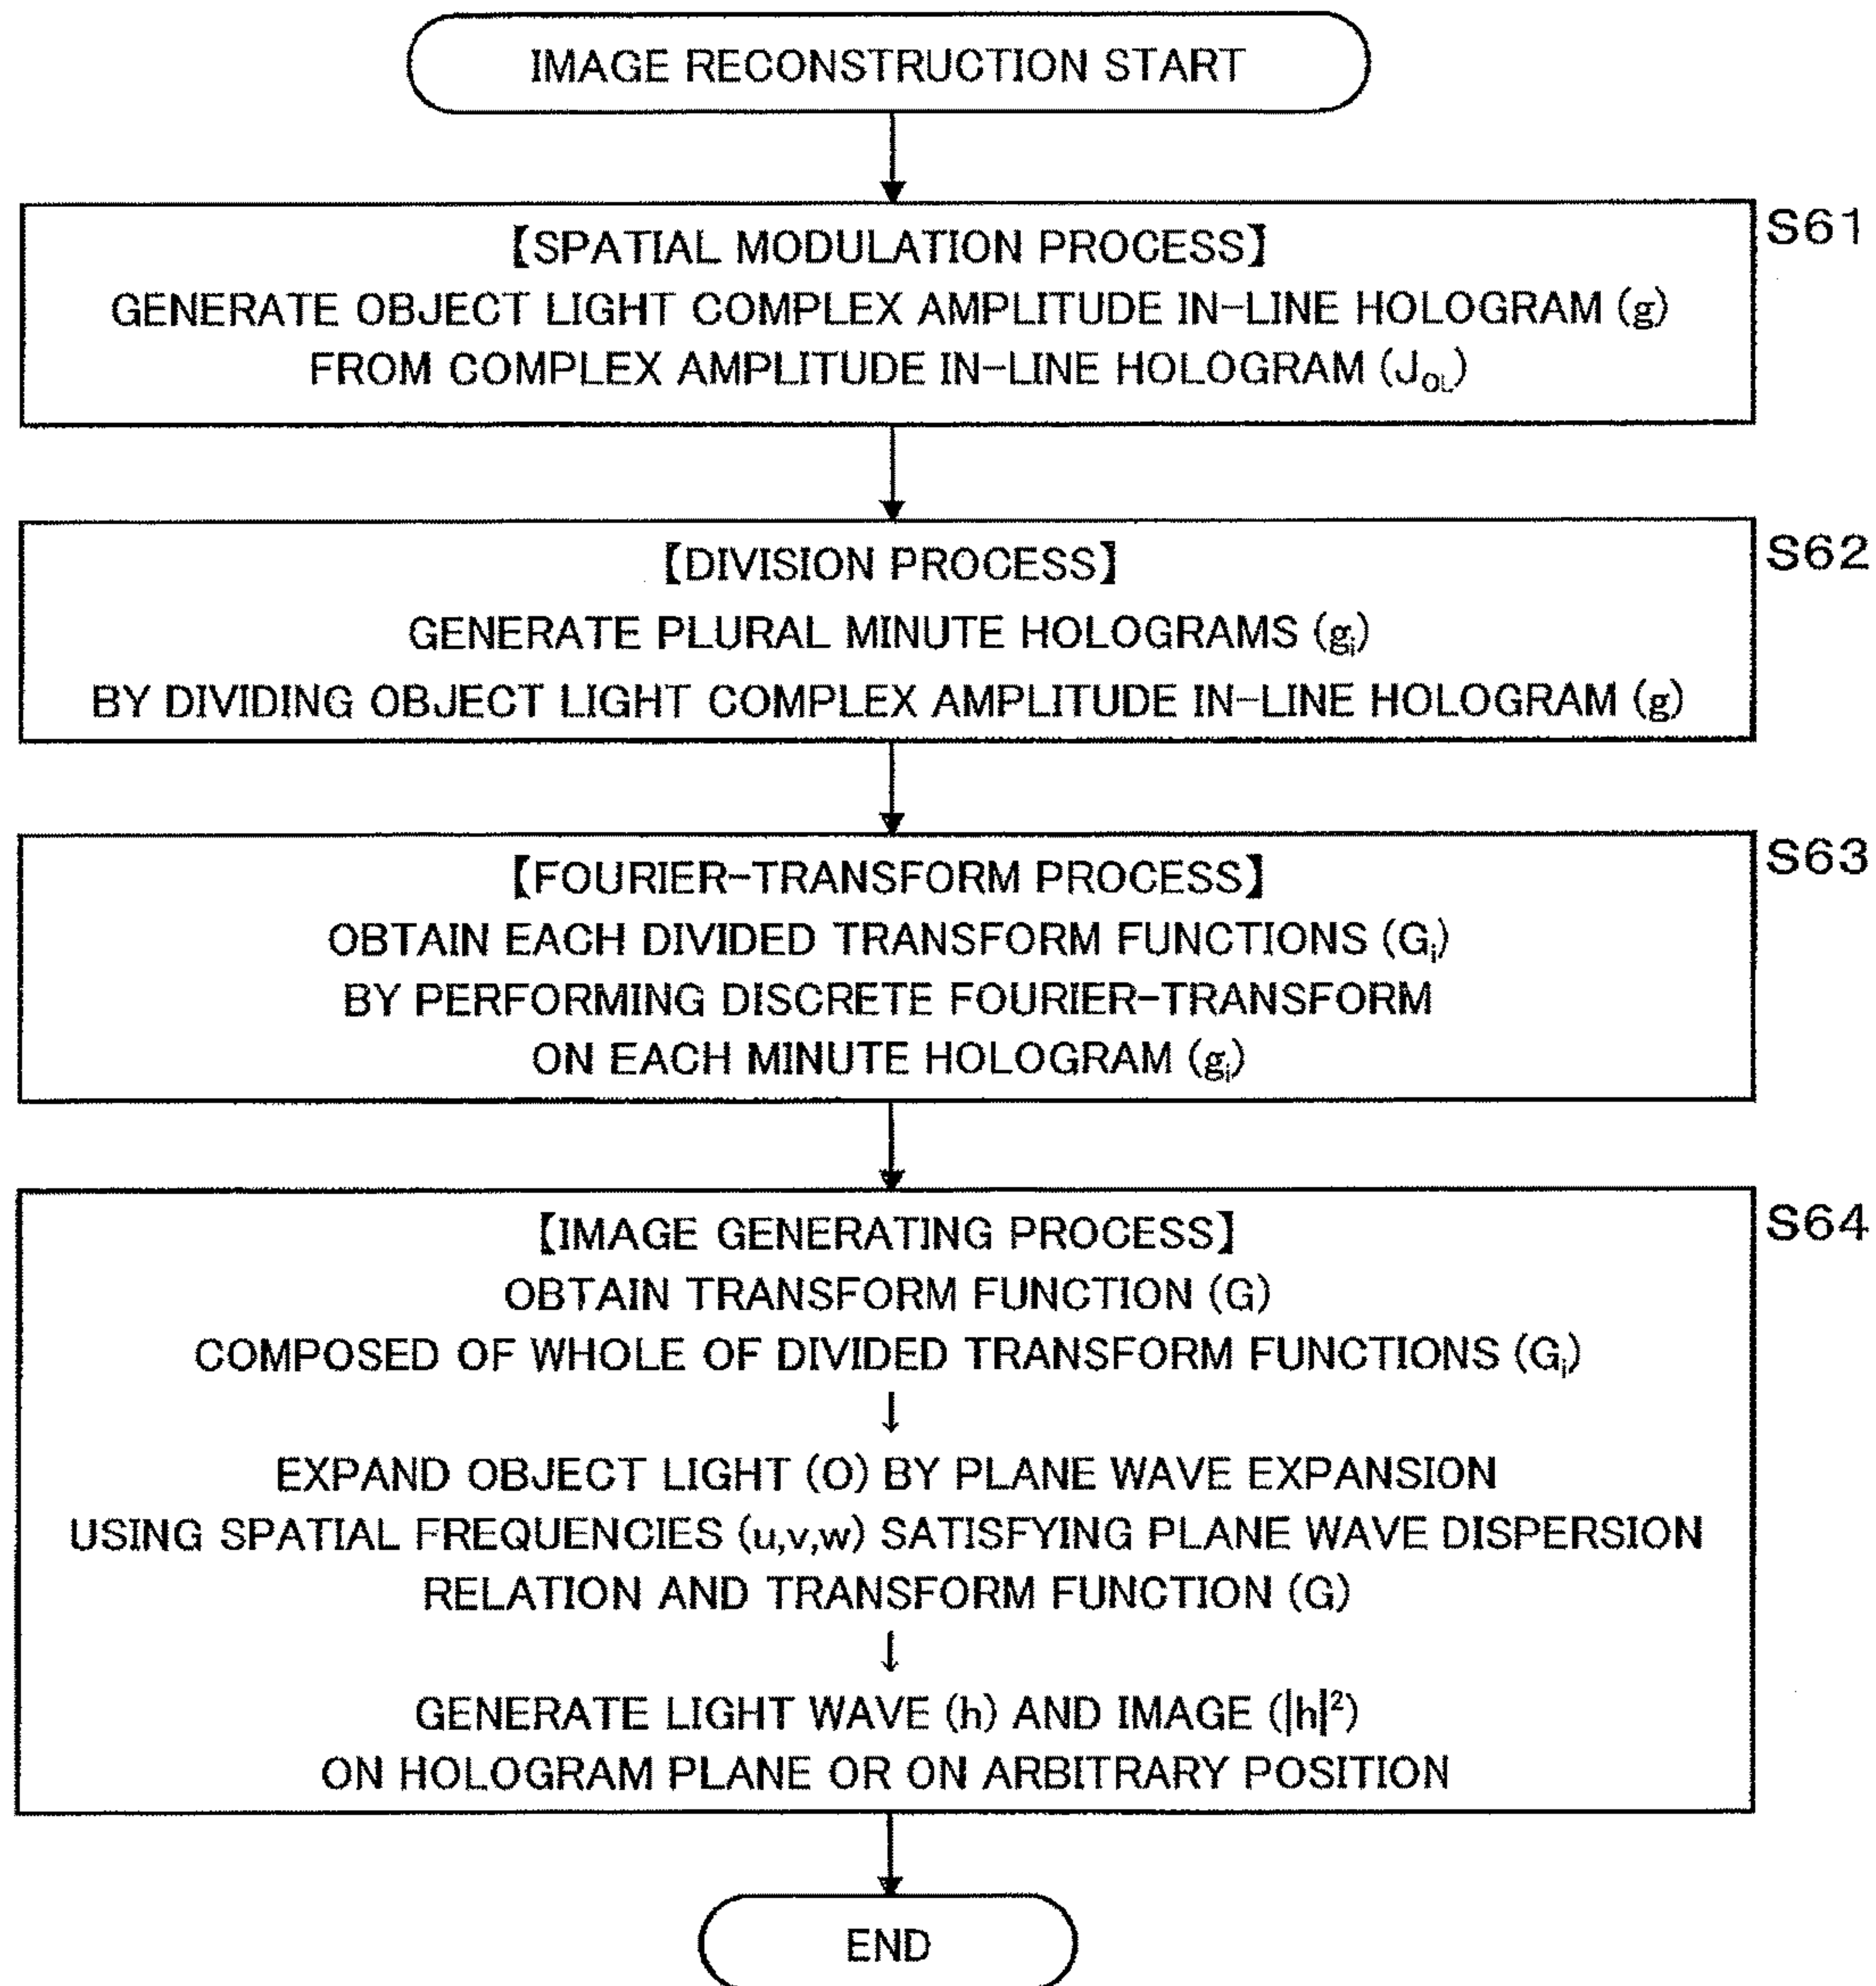 IMAGE RECONSTRUCTION START
S61
【SPATIAL MODULATION PROCESS】
GENERATE OBJECT LIGHT COMPLEX AMPLITUDE IN-LINE HOLOGRAM (g)
FROM COMPLEX AMPLITUDE IN-LINE HOLOGRAM (J_OL)
S62
【DIVISION PROCESS】
GENERATE PLURAL MINUTE HOLOGRAMS (g_i)
BY DIVIDING OBJECT LIGHT COMPLEX AMPLITUDE IN-LINE HOLOGRAM (g)
S63
【FOURIER-TRANSFORM PROCESS】
OBTAIN EACH DIVIDED TRANSFORM FUNCTIONS (G_i)
BY PERFORMING DISCRETE FOURIER-TRANSFORM
ON EACH MINUTE HOLOGRAM (g_i)
S64
【IMAGE GENERATING PROCESS】
OBTAIN TRANSFORM FUNCTION (G)
COMPOSED OF WHOLE OF DIVIDED TRANSFORM FUNCTIONS (G_i)
↓
EXPAND OBJECT LIGHT (O) BY PLANE WAVE EXPANSION
USING SPATIAL FREQUENCIES (u,v,w) SATISFYING PLANE WAVE DISPERSION
RELATION AND TRANSFORM FUNCTION (G)
↓
GENERATE LIGHT WAVE (h) AND IMAGE (|h|²)
ON HOLOGRAM PLANE OR ON ARBITRARY POSITION
END